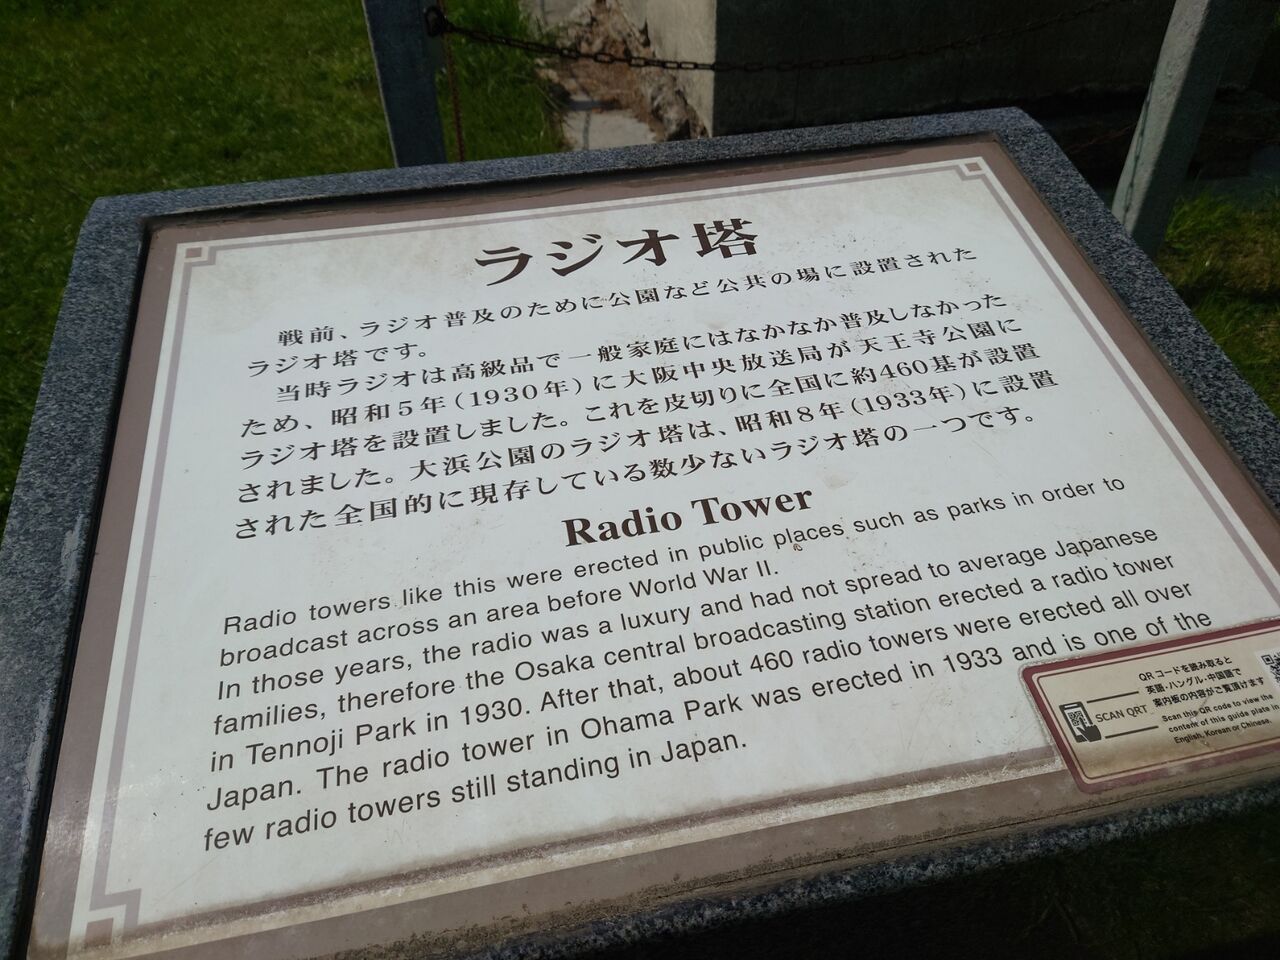 ラジオ塔
戦前、ラジオ普及のために公園など公共の場に設置された
ラジオ塔です。
当時ラジオは高級品で一般家庭にはなかなか普及しなかった
ため、昭和5年(1930年)に大阪中央放送局が天王寺公園に
ラジオ塔を設置しました。これを皮切りに全国に約460基が設置
されました。大浜公園のラジオ塔は、昭和8年(1933年)に設置
された全国的に現存している数少ないラジオ塔の一つです。
Radio Tower
Radio towers like this were erected in public places such as parks in order to
broadcast across an area before World War II.
In those years, the radio was a luxury and had not spread to average Japanese
families, therefore the Osaka central broadcasting station erected a radio tower
in Tennoji Park in 1930. After that, about 460 radio towers were erected all over
Japan. The radio tower in Ohama Park was erected in 1933 and is one of the
few radio towers still standing in Japan.
SCAN QRT
QRコードを読み取ると
英語・ハングル・中国語で
案内板の内容がご覧頂けます
Scan this QR code to view the
content of this guide plate in
English, Korean or Chinese.